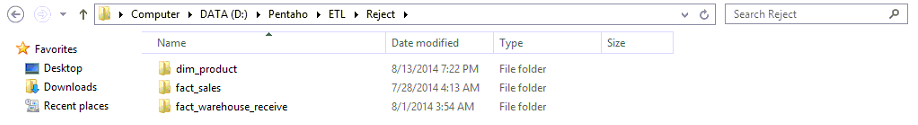 Computer ▸ DATA (D:) ▸ Pentaho ▸ ETL ▸ Reject ▸ Search Reject
Favorites
Desktop
Downloads
Recent places
Name Date modified Type Size
dim_product 8/13/2014 7:22 PM File folder
fact_sales 7/28/2014 4:13 AM File folder
fact_warehouse_receive 8/1/2014 3:54 AM File folder